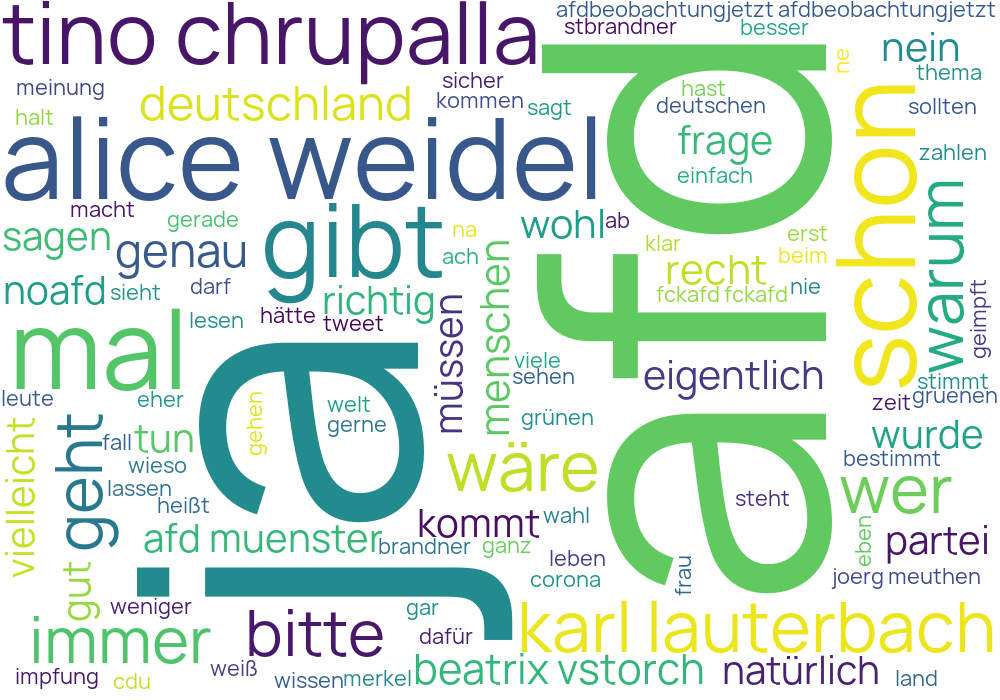 tino chrupalla
afdbeobachtungjetzt afdbeobachtungjetzt
stbrandner
besser
nein
ne
thema
meinung
sicher
hast
deutschland
kommen
sagt
deutschen
sollten
halt
alice weidel
afd
frage
schon
zahlen
einfach
macht
gerade
gibt
wohl
ab
warum
sagen
genau
na
ach
klar
erst
beim
recht
noafd
sieht
darf
richtig
menschen
fckafd fckafd
nie
geimpft
mal
lesen
hätte
tweet
müssen
viele
sehen
eigentlich
stimmt
ja
leute
eher
gehen
welt
gerne
grünen
zeit
gruenen
vielleicht
geht
fall
tun
wurde
wieso
wäre
bestimmt
lassen
heißt
steht
wer
kommt
wahl
afd muenster
brandner
ganz
eben
partei
leben
gut
corona
frau
joerg meuthen
weniger
gar
immer
bitte
dafür
karl lauterbach
impfung
cdu
weiß
wissen
merkel
beatrix vstorch
natürlich
land